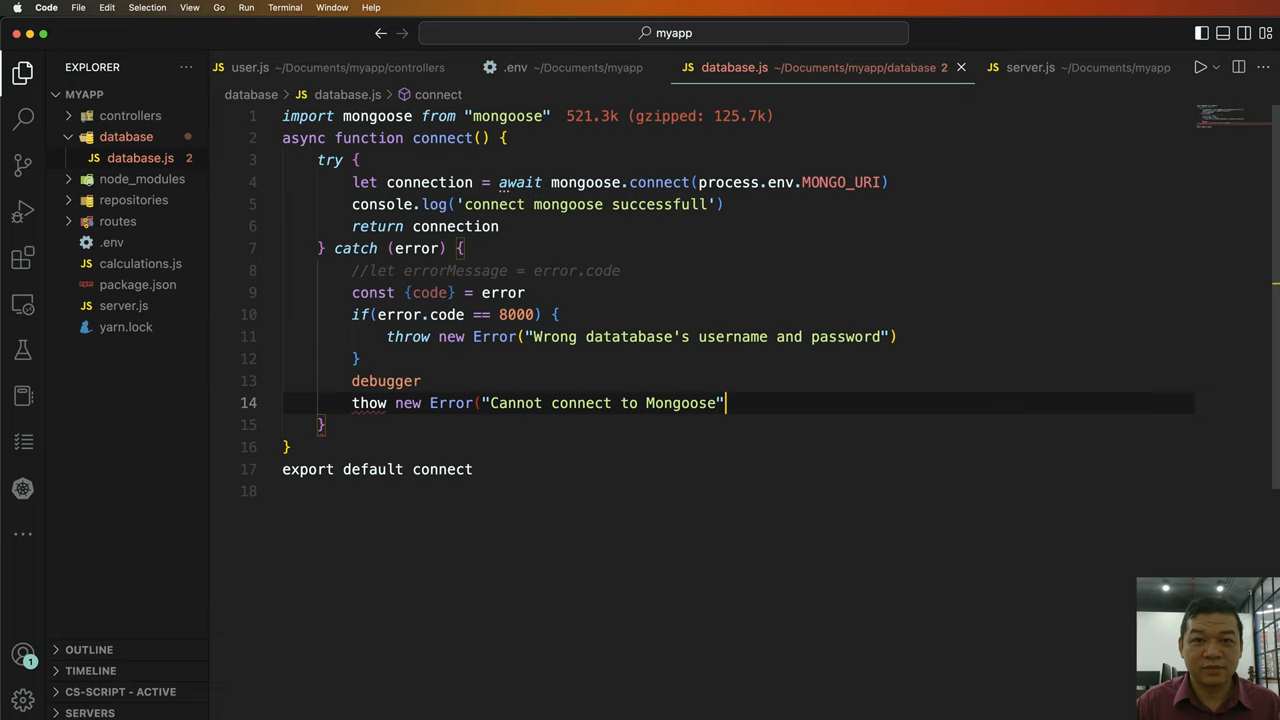 Code File Edit Selection View Go Run Terminal Window Help
myapp
EXPLORER
user.js ~/Documents/myapp/controllers
.env ~/Documents/myapp
JS database.js ~/Documents/myapp/database 2
JS server.js ~/Documents/myapp
MYAPP
controllers
database
JS database.js 2
node_modules
repositories
routes
.env
calculations.js
package.json
server.js
yarn.lock
database > JS database.js > connect
1 import mongoose from "mongoose" 521.3k (gzipped: 125.7k)
2 async function connect() {
3 try {
4 let connection = await mongoose.connect(process.env.MONGO_URI)
5 console.log('connect mongoose successfull')
6 return connection
7 } catch (error) {
8 //let errorMessage = error.code
9 const {code} = error
10 if(error.code == 8000) {
11 throw new Error("Wrong datatabase's username and password")
12 }
13 debugger
14 thow new Error("Cannot connect to Mongoose"
15 }
16 }
17 export default connect
18
1
OUTLINE
TIMELINE
CS-SCRIPT - ACTIVE
SERVERS